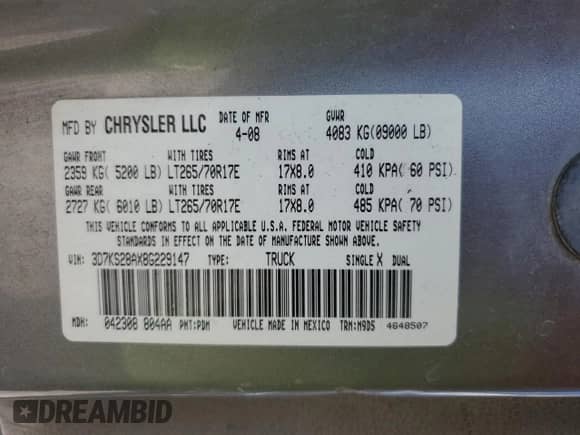 MFD BY CHRYSLER LLC DATE OF MFR 4-08 GVWR 4083 KG(09000 LB)
GAWR FRONT WITH TIRES RIMS AT COLD
2359 KG( 5200 LB) LT265/70R17E 17X8.0 410 KPA( 60 PSI)
GAWR REAR WITH TIRES RIMS AT COLD
2727 KG( 6010 LB) LT265/70R17E 17X8.0 485 KPA( 70 PSI)
THIS VEHICLE CONFORMS TO ALL APPLICABLE U.S.A. FEDERAL MOTOR VEHICLE SAFETY
STANDARDS IN EFFECT ON THE DATE OF MANUFACTURE SHOWN ABOVE.
VIN: 3D7KS28AX8G229147 TYPE: TRUCK SINGLE X DUAL
MDH: 042308 804AA PNT:PDM VEHICLE MADE IN MEXICO TRM:M9D5 4648507
DREAMBID